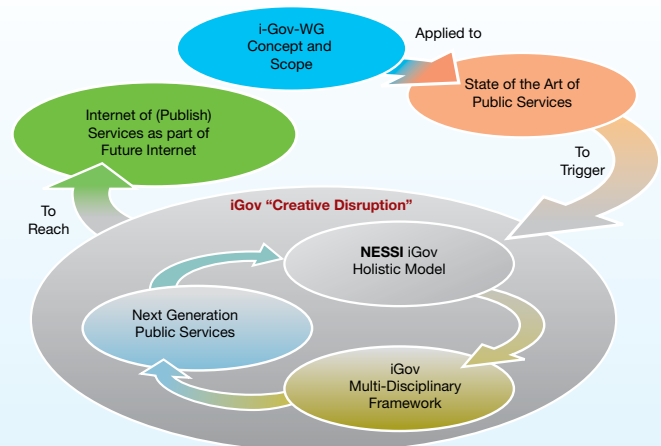 i-Gov-WG
Concept and
Scope
Applied to
State of the Art of
Public Services
Internet of (Publish)
Services as part of
Future Internet
To
Trigger
To
Reach
iGov “Creative Disruption”
NESSI iGov
Holistic Model
Next Generation
Public Services
iGov
Multi-Disciplinary
Framework